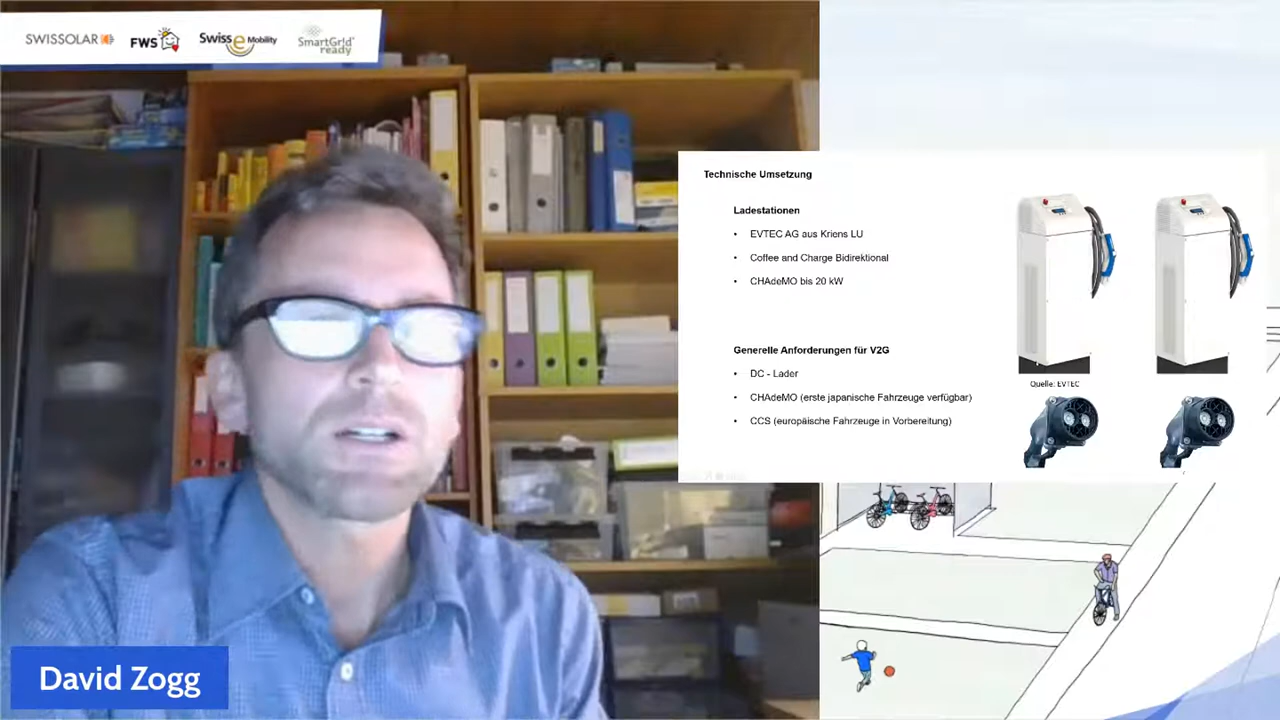 SWISSOLAR
FWS
Swiss eMobility
SmartGrid
ready
Technische Umsetzung
Ladestationen
• EVTEC AG aus Kriens LU
• Coffee and Charge Bidirektional
• CHAdeMO bis 20 kW
Generelle Anforderungen für V2G
• DC - Lader
• CHAdeMO (erste japanische Fahrzeuge verfügbar)
• CCS (europäische Fahrzeuge in Vorbereitung)
Quelle: EVTEC
David Zogg